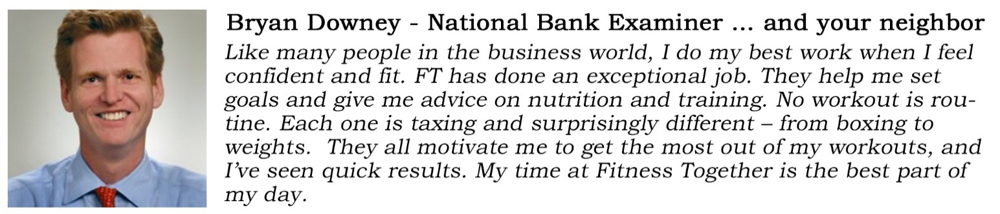 Bryan Downey - National Bank Examiner ... and your neighbor
Like many people in the business world, I do my best work when I feel
confident and fit. FT has done an exceptional job. They help me set
goals and give me advice on nutrition and training. No workout is rou-
tine. Each one is taxing and surprisingly different – from boxing to
weights.  They all motivate me to get the most out of my workouts, and
I’ve seen quick results. My time at Fitness Together is the best part of
my day.